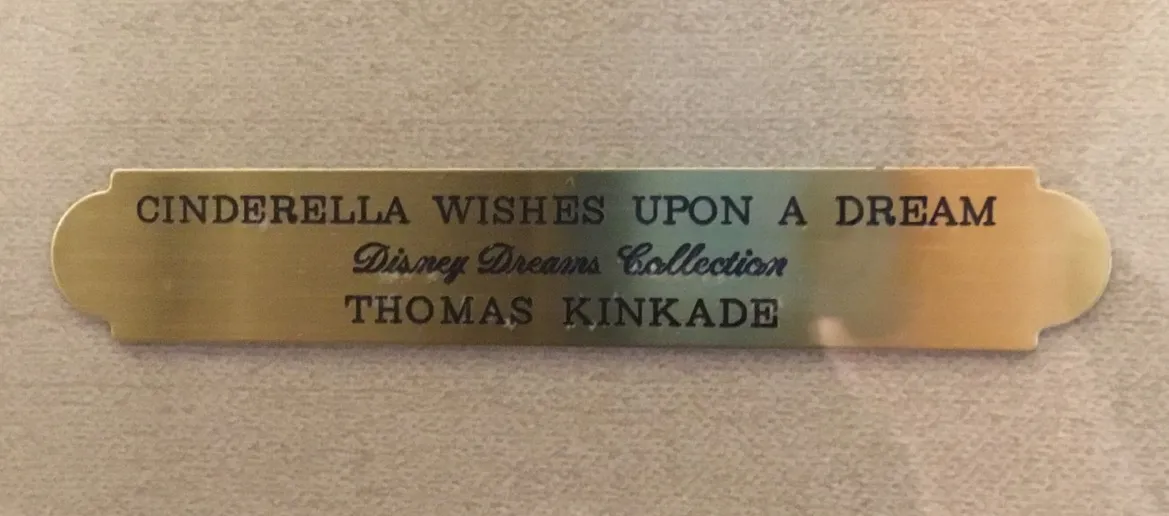 CINDERELLA WISHES UPON A DREAM
Disney Dreams Collection
THOMAS KINKADE